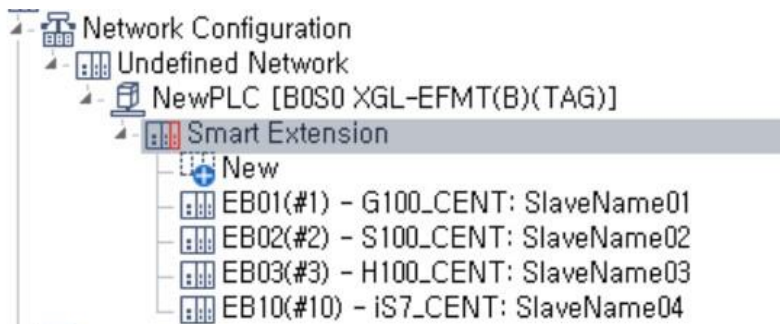 Network Configuration
Undefined Network
NewPLC [B0S0 XGL-EFMT(B)(TAG)]
Smart Extension
New
EB01(#1) - G100_CENT: SlaveName01
EB02(#2) - S100_CENT: SlaveName02
EB03(#3) - H100_CENT: SlaveName03
EB10(#10) - iS7_CENT: SlaveName04